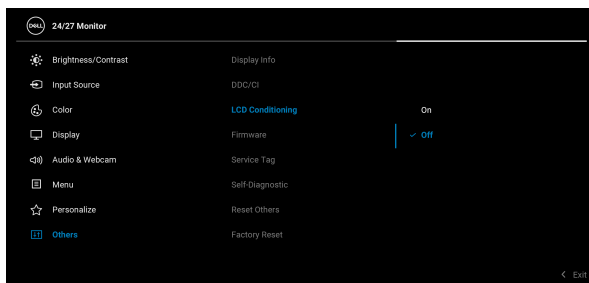 DELL 24/27 Monitor
Brightness/Contrast Display Info
Input Source DDC/CI
Color LCD Conditioning On
Display Firmware Off
Audio & Webcam Service Tag
Menu Self-Diagnostic
Personalize Reset Others
Others Factory Reset
Exit